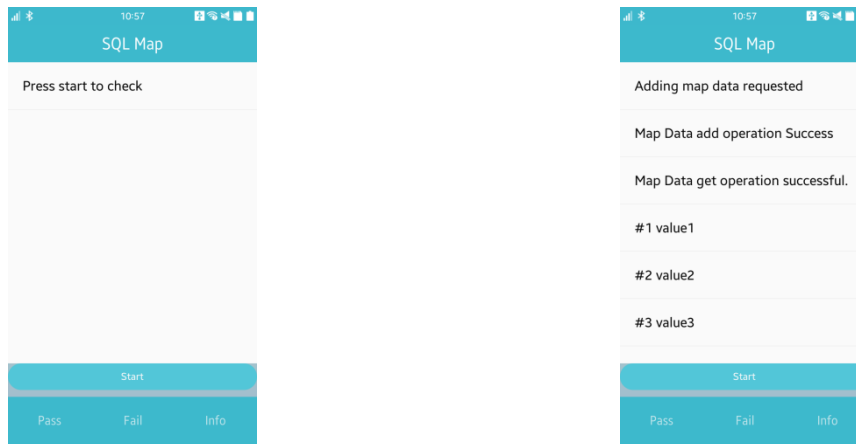 10:57
SQL Map
Press start to check
Start
Pass Fail Info
10:57
SQL Map
Adding map data requested
Map Data add operation Success
Map Data get operation successful.
#1 value1
#2 value2
#3 value3
Start
Pass Fail Info